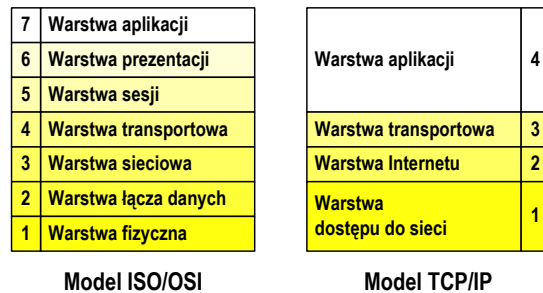 7 Warstwa aplikacji
6 Warstwa prezentacji
5 Warstwa sesji
4 Warstwa transportowa
3 Warstwa sieciowa
2 Warstwa łącza danych
1 Warstwa fizyczna
Model ISO/OSI
Warstwa aplikacji 4
Warstwa transportowa 3
Warstwa Internetu 2
Warstwa
dostępu do sieci 1
Model TCP/IP